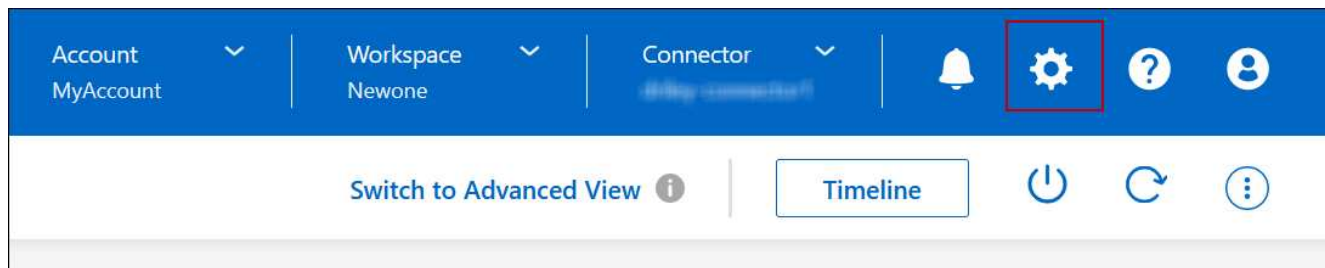 Account
MyAccount
Workspace
Newone
Connector
Switch to Advanced View
Timeline